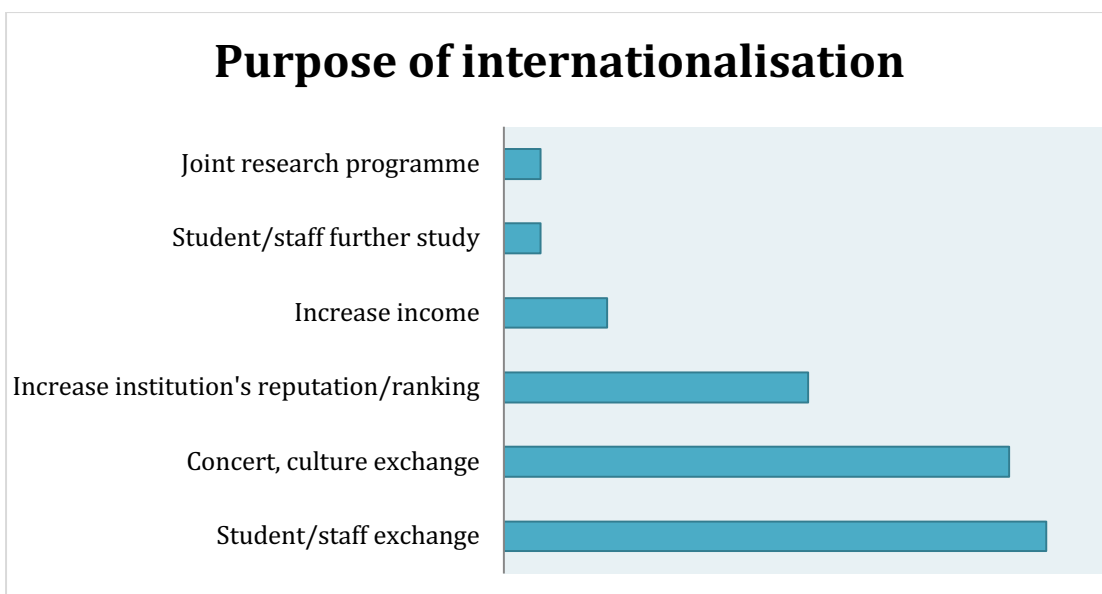 Purpose of internationalisation
Joint research programme
Student/staff further study
Increase income
Increase institution's reputation/ranking
Concert, culture exchange
Student/staff exchange